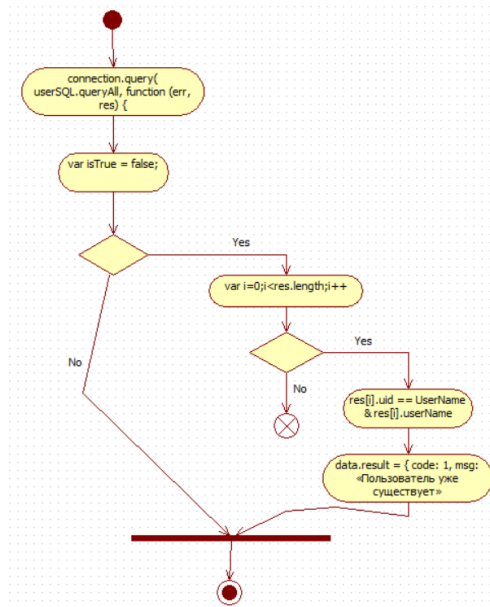 connection.query(
userSQL.queryAll, function (err,
res) {
var isTrue = false;
Yes
var i=0;i<res.length;i++
Yes
No
No
res[i].uid == UserName
& res[i].userName
data.result = { code: 1, msg:
«Пользователь уже
существует»